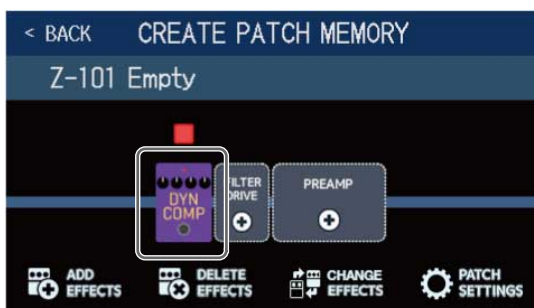 < BACK CREATE PATCH MEMORY
Z-101 Empty
DYN
COMP
FILTER
DRIVE
PREAMP
ADD
EFFECTS
DELETE
EFFECTS
CHANGE
EFFECTS
PATCH
SETTINGS